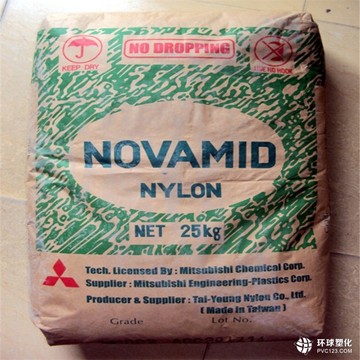 NO DROPPING
KEEP DRY
USE NO HOOK
NOVAMID
NYLON
NET 25kg
Tech. Licensed By : Mitsubishi Chemical Corp.
Supplier : Mitsubishi Engineering-Plastics Corp.
Producer & Supplier : Tai-Young Nylon Co., Ltd.
( Made in Taiwan )
Grade
Lot No.
环球塑化
PVC123.COM